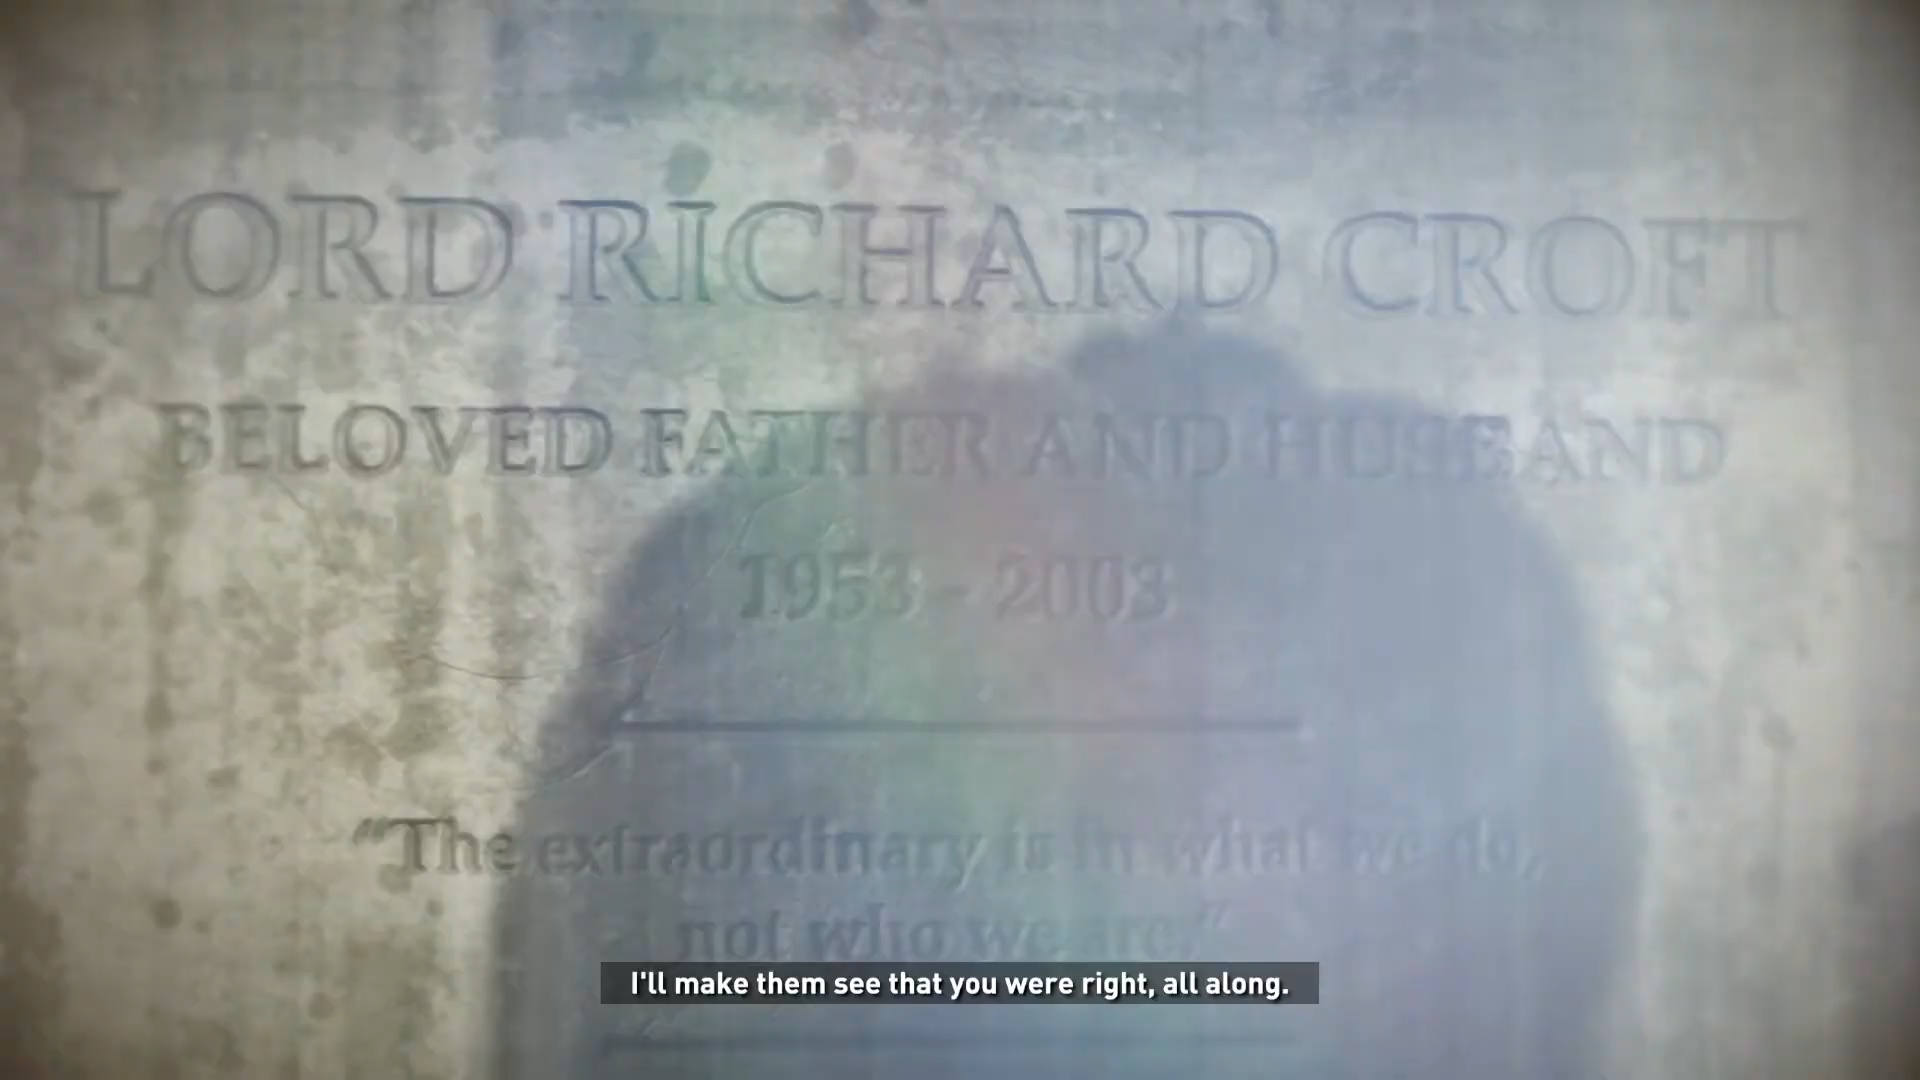 LORD RICHARD CROFT
BELOVED FATHER AND HUSBAND
1953 - 2003
"The extraordinary is in what we do,
not who we are."
I'll make them see that you were right, all along.